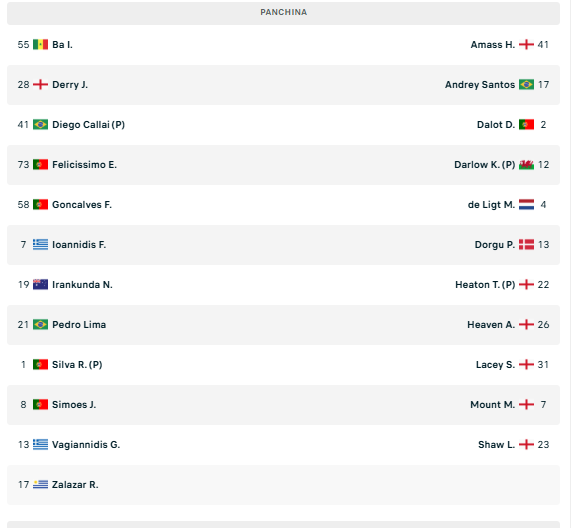 PANCHINA
55 Ba I. Amass H. 41
28 Derry J. Andrey Santos 17
41 Diego Callai (P) Dalot D. 2
73 Felicissimo E. Darlow K. (P) 12
58 Goncalves F. de Ligt M. 4
7 Ioannidis F. Dorgu P. 13
19 Irankunda N. Heaton T. (P) 22
21 Pedro Lima Heaven A. 26
1 Silva R. (P) Lacey S. 31
8 Simoes J. Mount M. 7
13 Vagiannidis G. Shaw L. 23
17 Zalazar R.